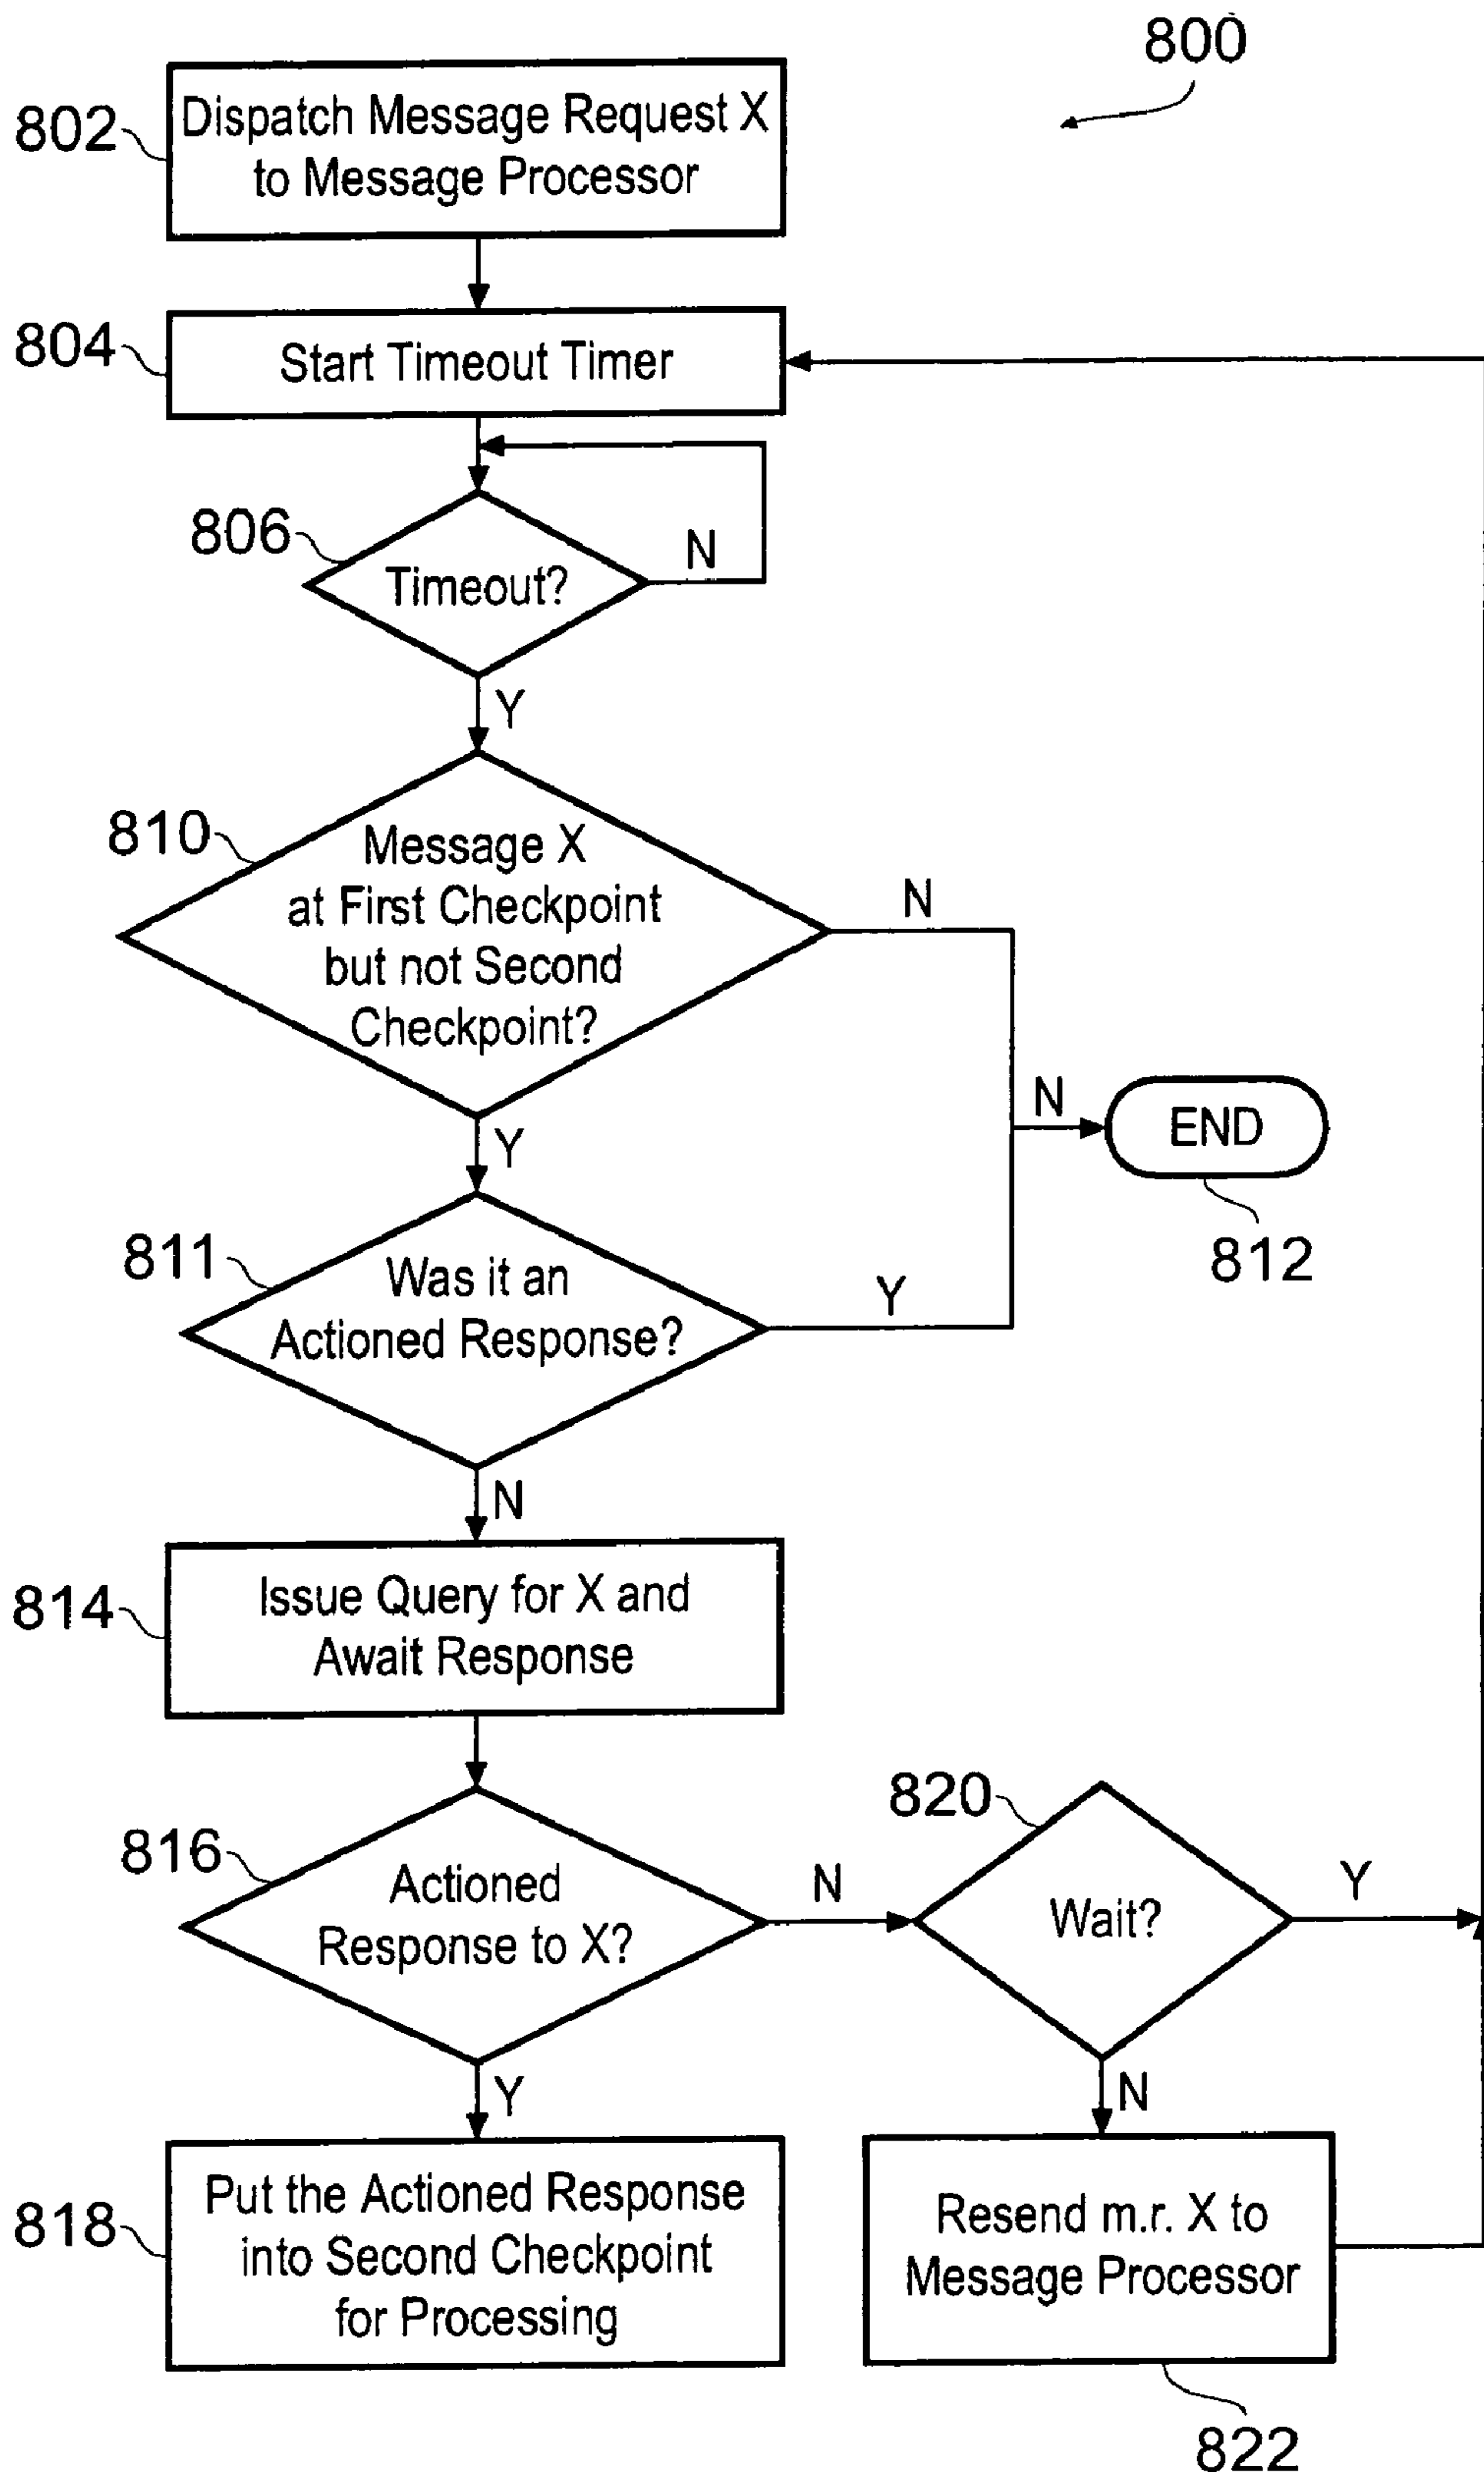 800
802
Dispatch Message Request X
to Message Processor
804
Start Timeout Timer
806
Timeout?
N
Y
810
Message X
at First Checkpoint
but not Second
Checkpoint?
N
N
END
812
Y
811
Was it an
Actioned Response?
Y
N
814
Issue Query for X and
Await Response
816
Actioned
Response to X?
N
820
Wait?
Y
Y
N
818
Put the Actioned Response
into Second Checkpoint
for Processing
Resend m.r. X to
Message Processor
822